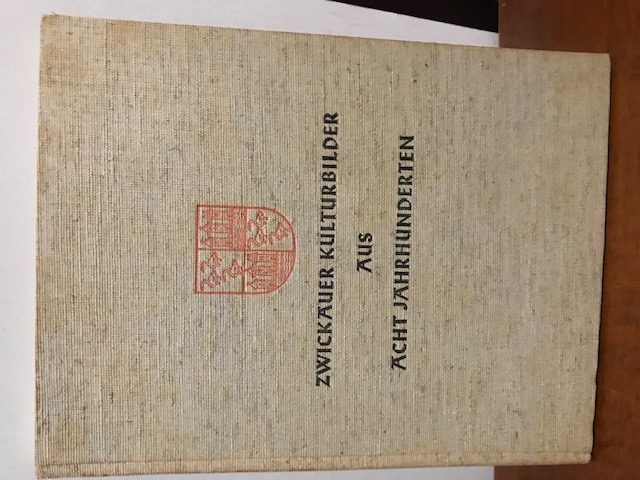 ZWICKAUER KULTURBILDER
AUS
ACHT JAHRHUNDERTEN